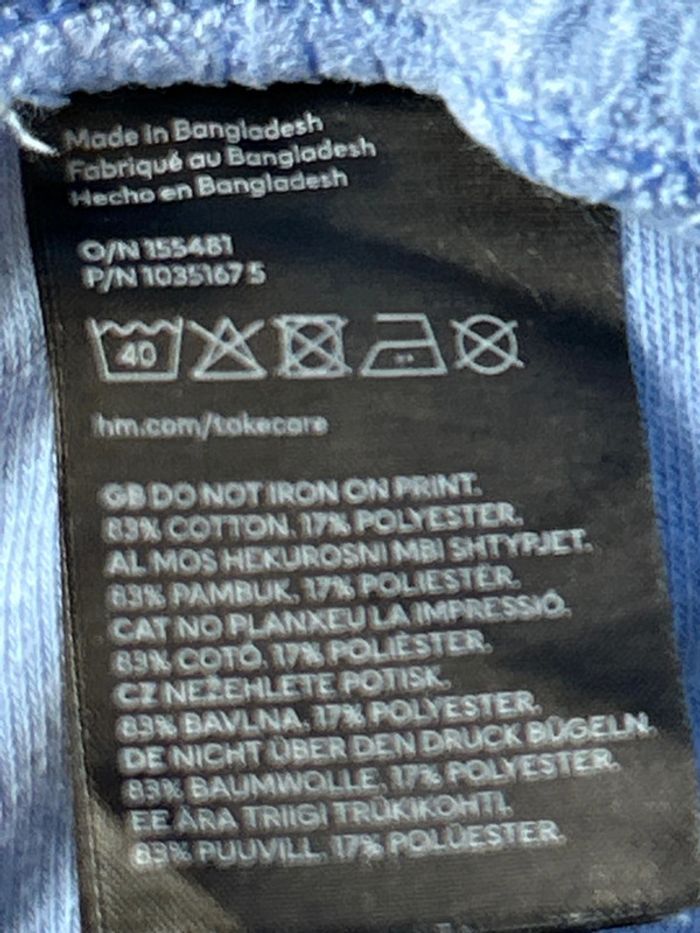 Made in Bangladesh
Fabriqué au Bangladesh
Hecho en Bangladesh
O/N 155481
P/N 1035167 5
40
hm.com/takecare
GB DO NOT IRON ON PRINT.
83% COTTON, 17% POLYESTER.
AL MOS HEKUROSNI MBI SHTYPJET.
83% PAMBUK, 17% POLIESTËR.
CAT NO PLANXEU LA IMPRESSIÓ.
83% COTÓ, 17% POLIÈSTER.
CZ NEŽEHLETE POTISK.
83% BAVLNA, 17% POLYESTER.
DE NICHT ÜBER DEN DRUCK BÜGELN.
83% BAUMWOLLE, 17% POLYESTER.
EE ÄRA TRIIGI TRÜKIKOHTI.
83% PUUVILL, 17% POLÜESTER.